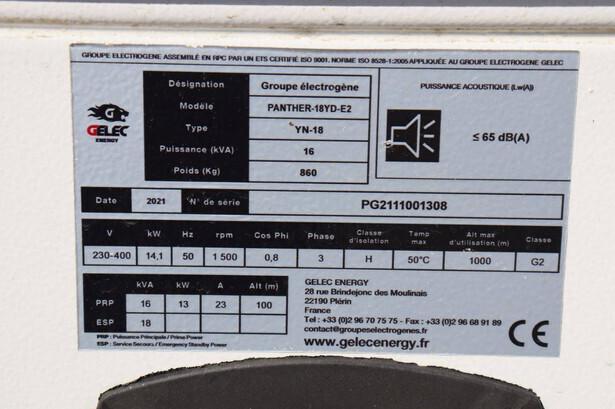 GROUPE ELECTROGENE ASSEMBLÉ EN RPC PAR UN ETS CERTIFIÉ ISO 9001. NORME ISO 8528-1:2005 APPLIQUÉE AU GROUPE ELECTROGENE GELEC
GELEC
ENERGY
Désignation Groupe électrogène
Modèle PANTHER-18YD-E2
Type YN-18
Puissance (kVA) 16
Poids (Kg) 860
PUISSANCE ACOUSTIQUE (Lw(A))
≤ 65 dB(A)
Date 2021 N° de série PG2111001308
V kW Hz rpm Cos Phi Phase Classe d'isolation Temp max Alt max d'utilisation (m) Classe
230-400 14,1 50 1 500 0,8 3 H 50°C 1000 G2
kVA kW A Alt (m)
PRP 16 13 23 100
ESP 18
PRP : Puissance Principale / Prime Power
ESP : Service Secours / Emergency Standby Power
GELEC ENERGY
28 rue Brindejonc des Moulinais
22190 Plérin
France
Tel : +33 (0)2 96 70 75 75 - Fax : +33 (0)2 96 68 91 89
contact@groupeselectrogenes.fr
www.gelecenergy.fr
CE